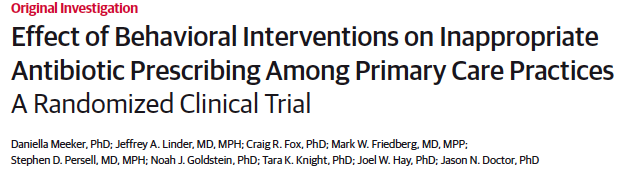 Original Investigation
Effect of Behavioral Interventions on Inappropriate
Antibiotic Prescribing Among Primary Care Practices
A Randomized Clinical Trial
Daniella Meeker, PhD; Jeffrey A. Linder, MD, MPH; Craig R. Fox, PhD; Mark W. Friedberg, MD, MPP;
Stephen D. Persell, MD, MPH; Noah J. Goldstein, PhD; Tara K. Knight, PhD; Joel W. Hay, PhD; Jason N. Doctor, PhD